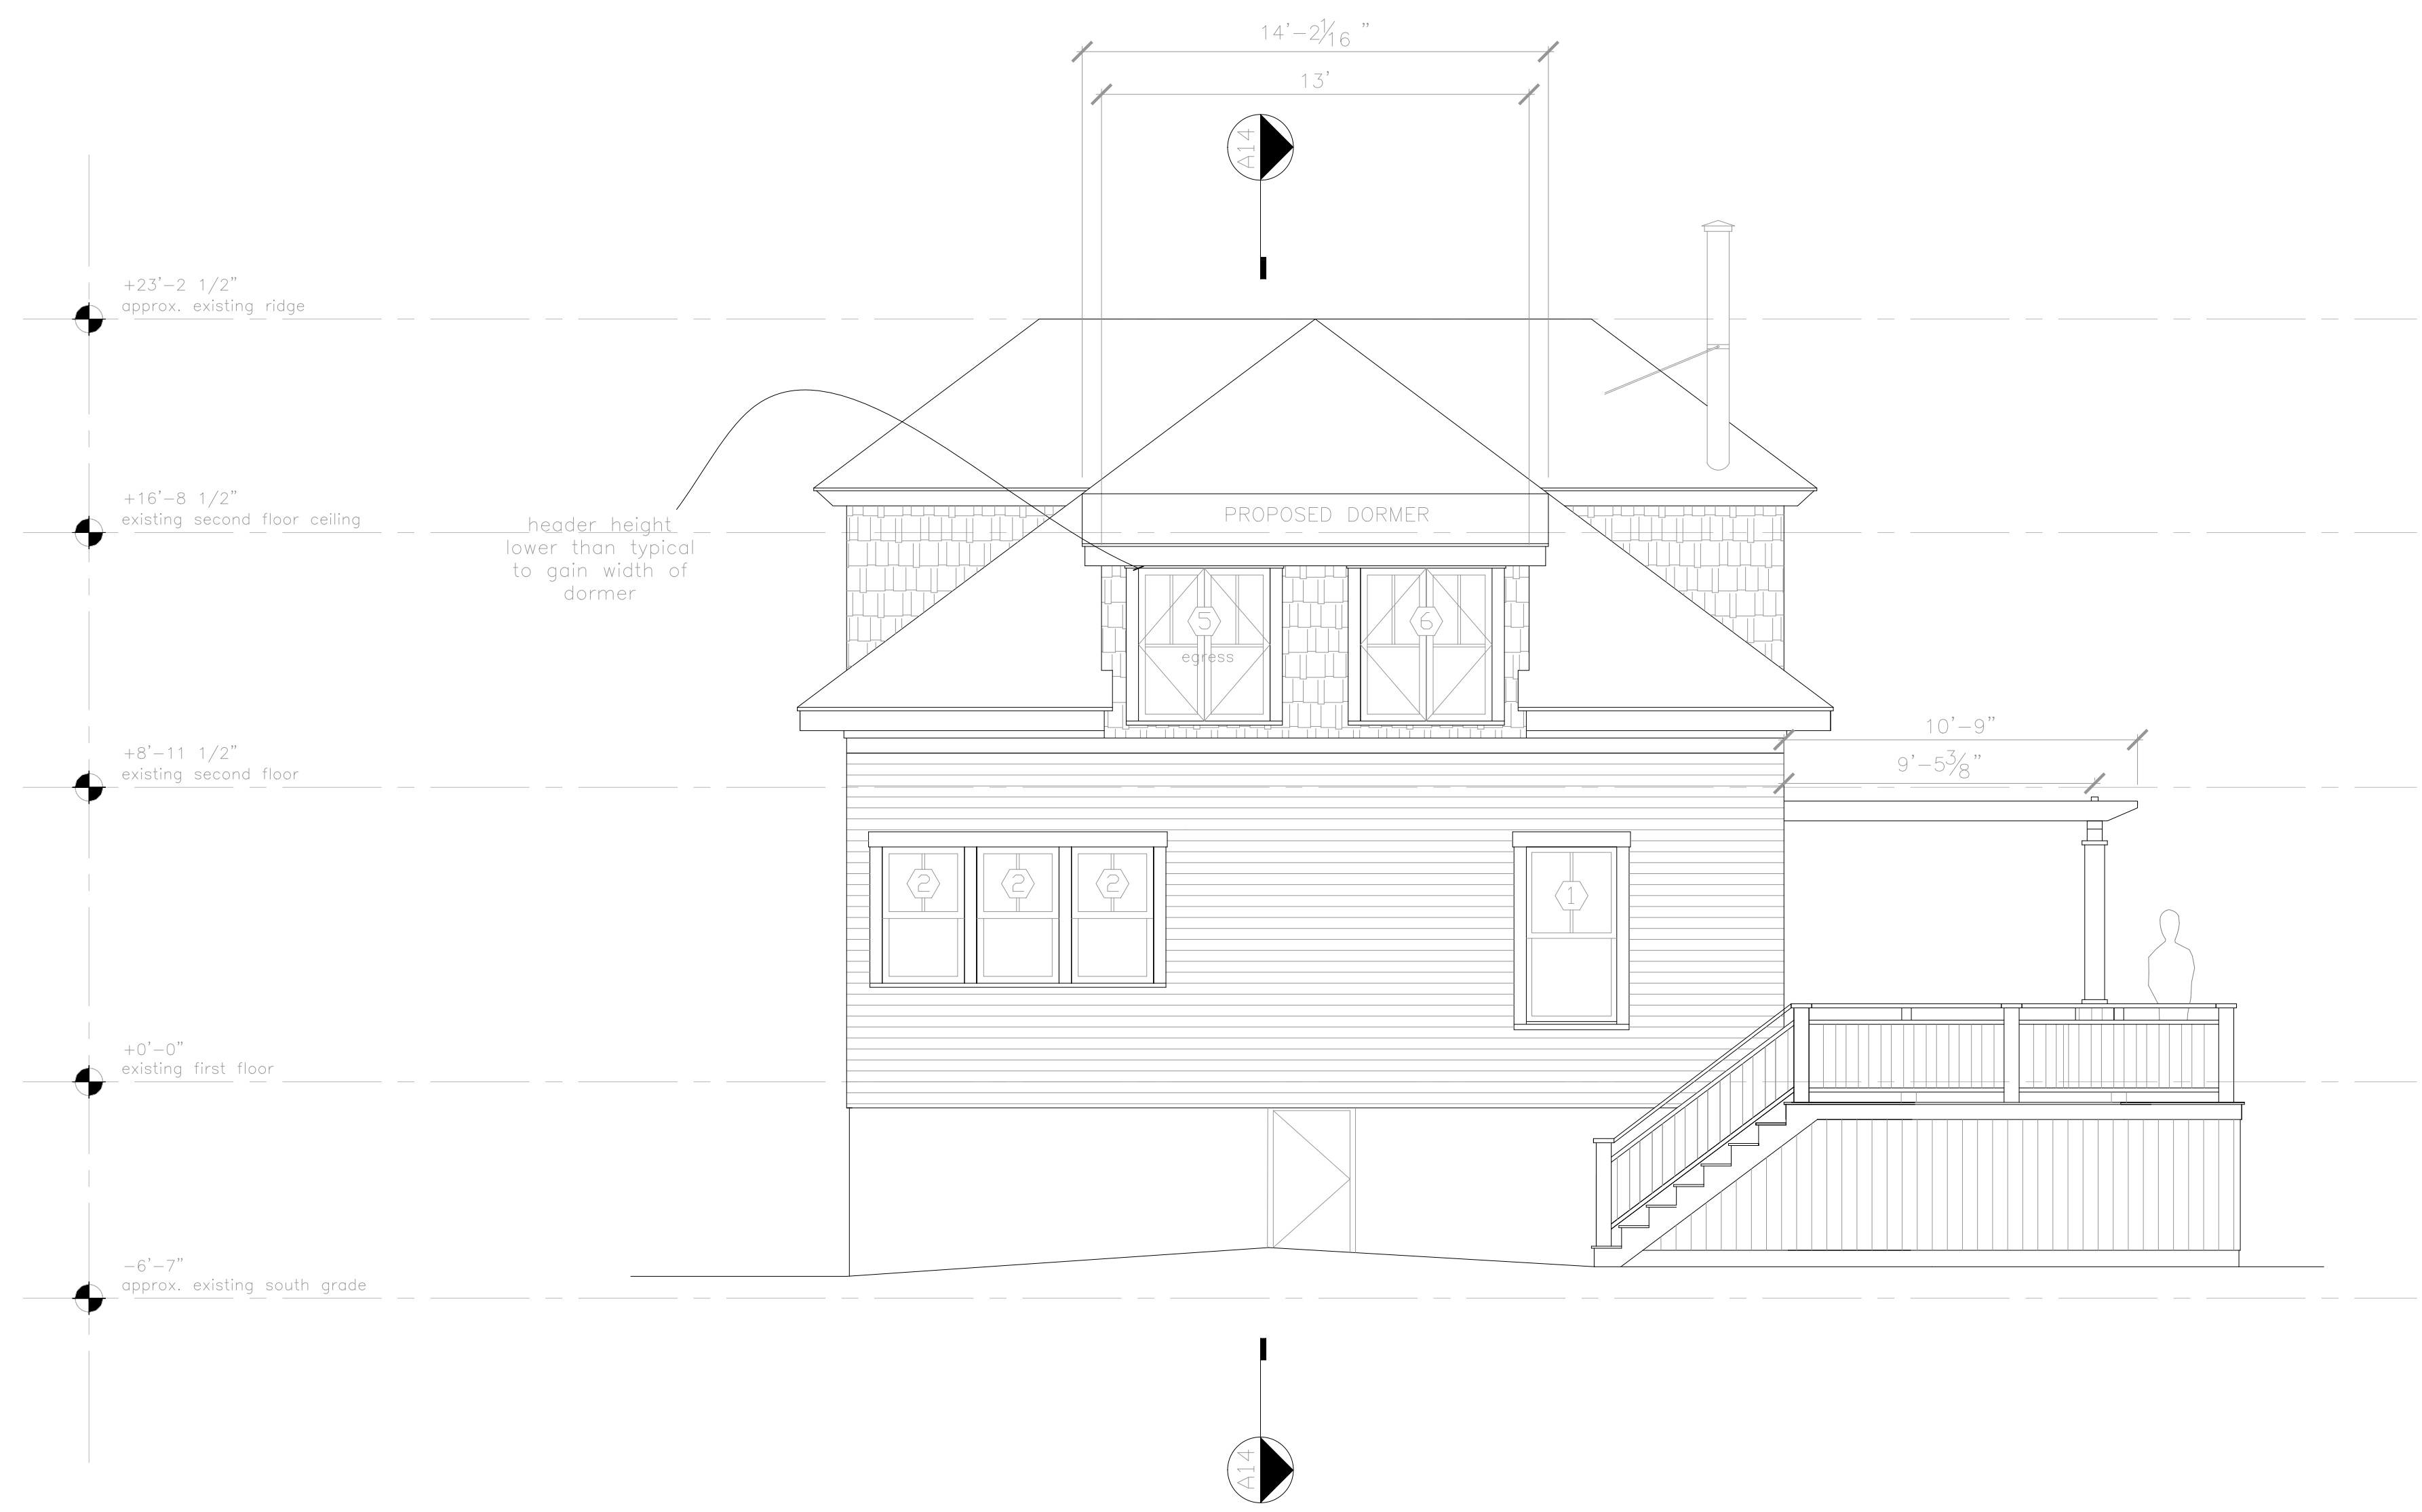 14'-2 1/16 "
13'
A14
+23'-2 1/2"
approx. existing ridge
+16'-8 1/2"
existing second floor ceiling
header height
lower than typical
to gain width of
dormer
PROPOSED DORMER
5
6
egress
10'-9"
9'-5 3/8"
+8'-11 1/2"
existing second floor
2
2
2
1
+0'-0"
existing first floor
-6'-7"
approx. existing south grade
A14